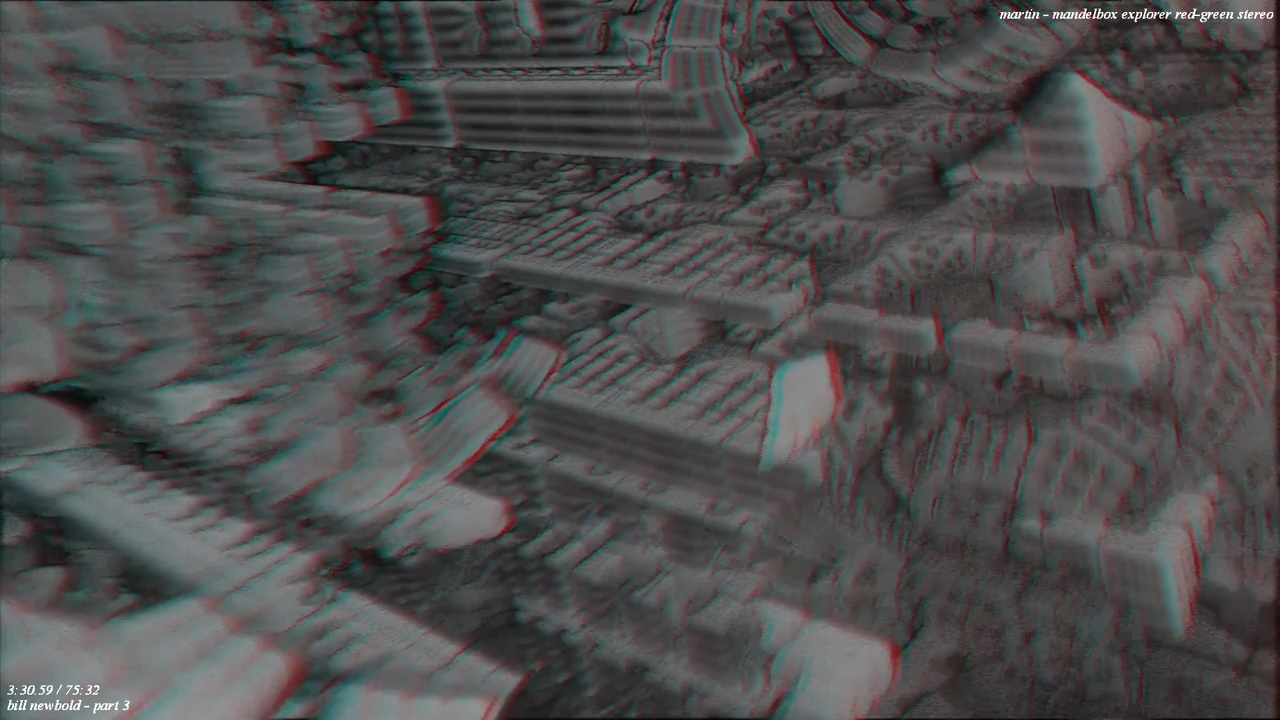 martin - mandelbox explorer red-green stereo
3:30.59 / 75:32
bill newbold - part 3